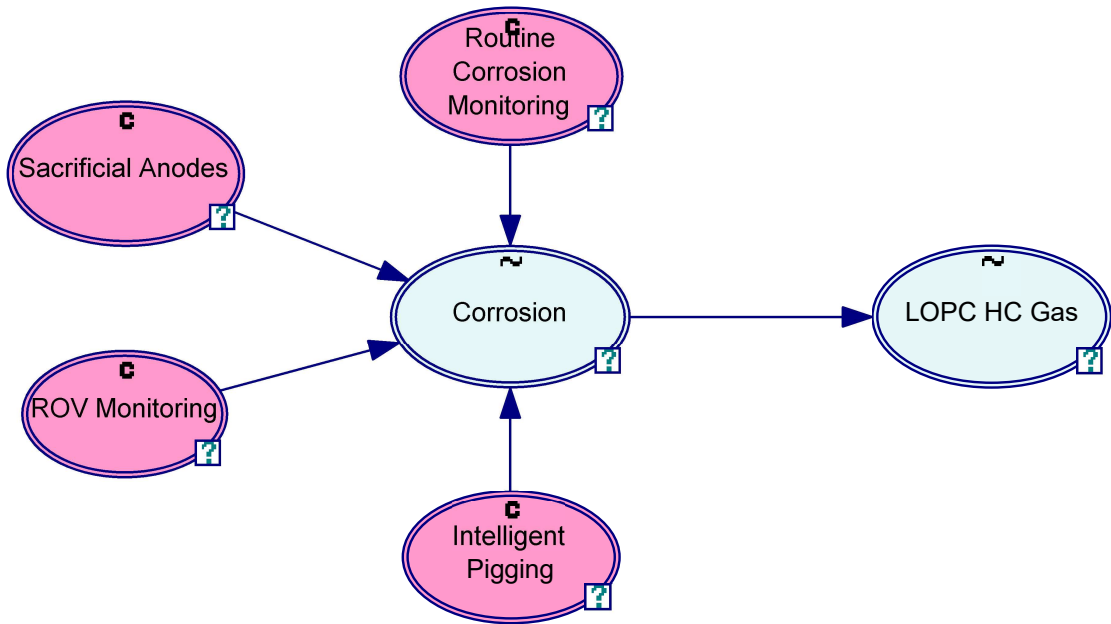 C
Routine
Corrosion
Monitoring
?
C
Sacrificial Anodes
?
~
Corrosion
?
~
LOPC HC Gas
?
C
ROV Monitoring
?
C
Intelligent
Pigging
?